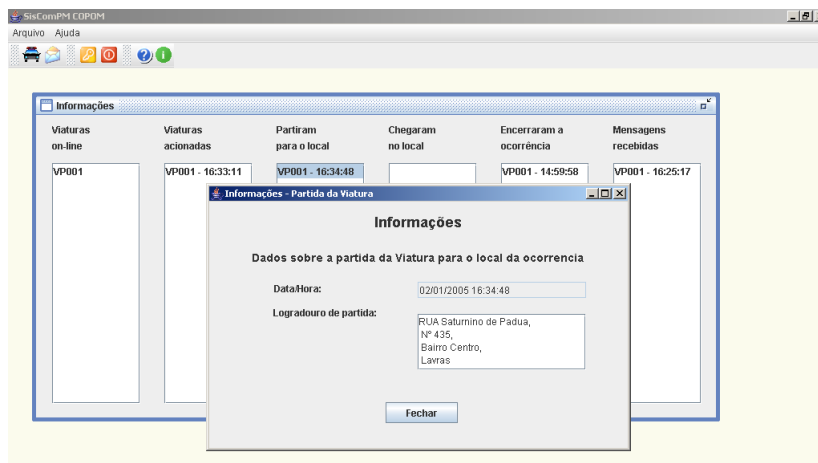 SisComPM COPOM
Arquivo Ajuda
Informações
Viaturas on-line
Viaturas acionadas
Partiram para o local
Chegaram no local
Encerraram a ocorrência
Mensagens recebidas
VP001
VP001 - 16:33:11
VP001 - 16:34:48
VP001 - 14:59:58
VP001 - 16:25:17
Informações - Partida da Viatura
Informações
Dados sobre a partida da Viatura para o local da ocorrencia
Data/Hora:
02/01/2005 16:34:48
Logradouro de partida:
RUA Saturnino de Padua,
Nº 435,
Bairro Centro,
Lavras
Fechar